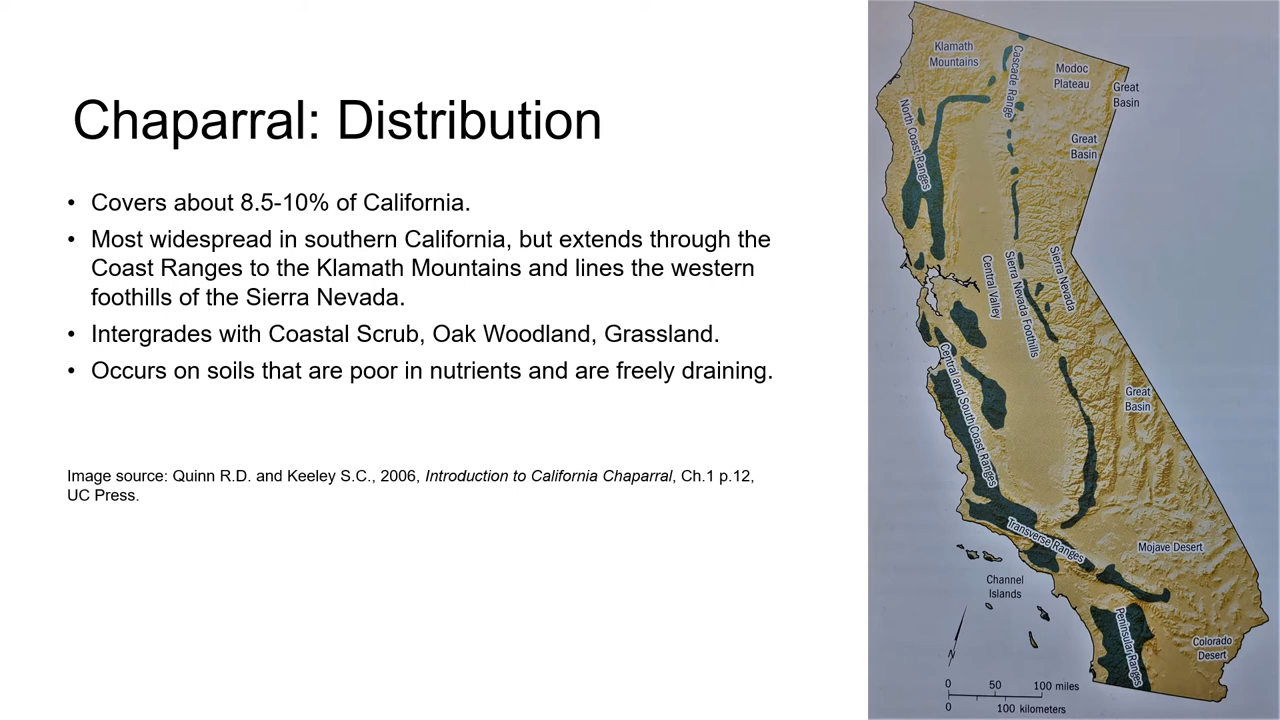 Chaparral: Distribution
• Covers about 8.5-10% of California.
• Most widespread in southern California, but extends through the
Coast Ranges to the Klamath Mountains and lines the western
foothills of the Sierra Nevada.
• Intergrades with Coastal Scrub, Oak Woodland, Grassland.
• Occurs on soils that are poor in nutrients and are freely draining.
Image source: Quinn R.D. and Keeley S.C., 2006, Introduction to California Chaparral, Ch.1 p.12,
UC Press.
Klamath
Mountains
Cascade Range
Modoc
Plateau
Great
Basin
North Coast Ranges
Great
Basin
Central Valley
Sierra Nevada Foothills
Sierra Nevada
Central and South Coast Ranges
Great
Basin
Transverse Ranges
Mojave Desert
Channel
Islands
Peninsular Ranges
Colorado
Desert
N
0 50 100 miles
0 100 kilometers